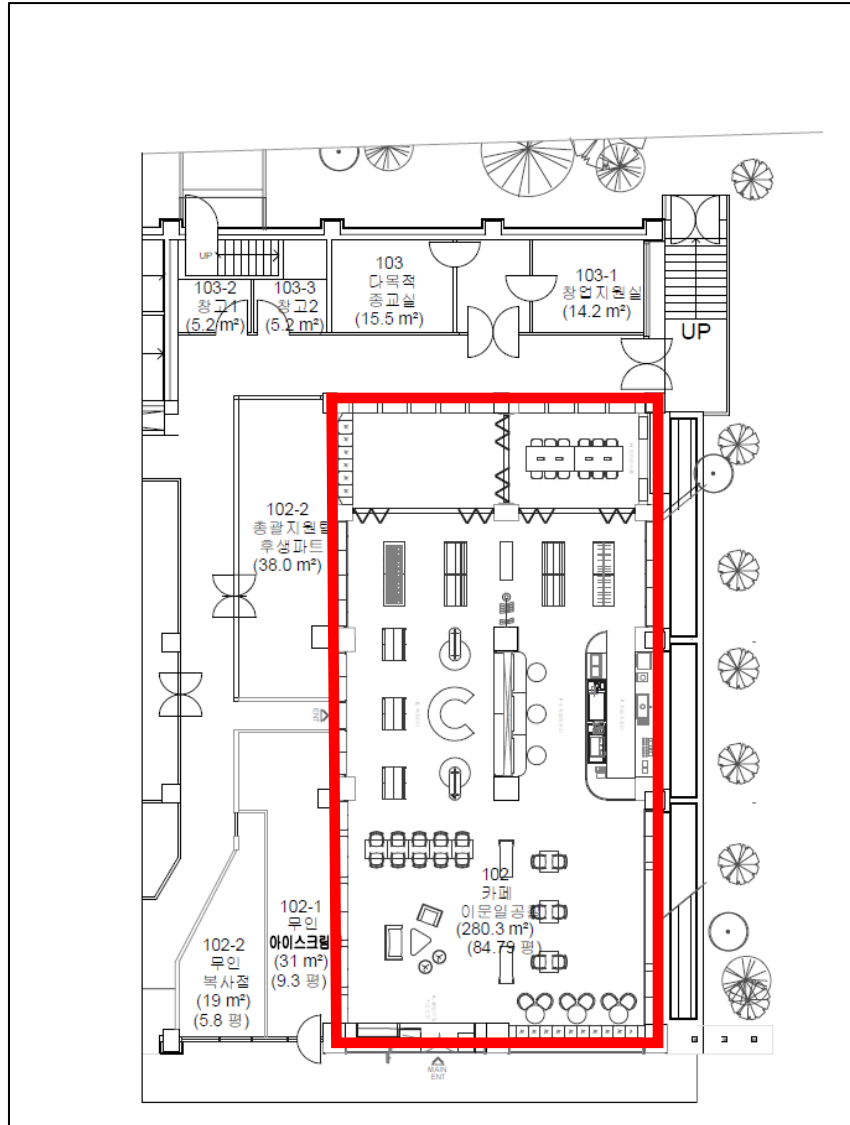 UP
103-2
창고1
(5.2 m²)
103-3
창고2
(5.2 m²)
103
다목적
종교실
(15.5 m²)
103-1
창업지원실
(14.2 m²)
UP
102-2
총괄지원팀
후생파트
(38.0 m²)
ENT
102
카페
이문일공칠
(280.3 m²)
(84.79 평)
102-1
무인
아이스크림
(31 m²)
(9.3 평)
102-2
무인
복사점
(19 m²)
(5.8 평)
MAIN
ENT